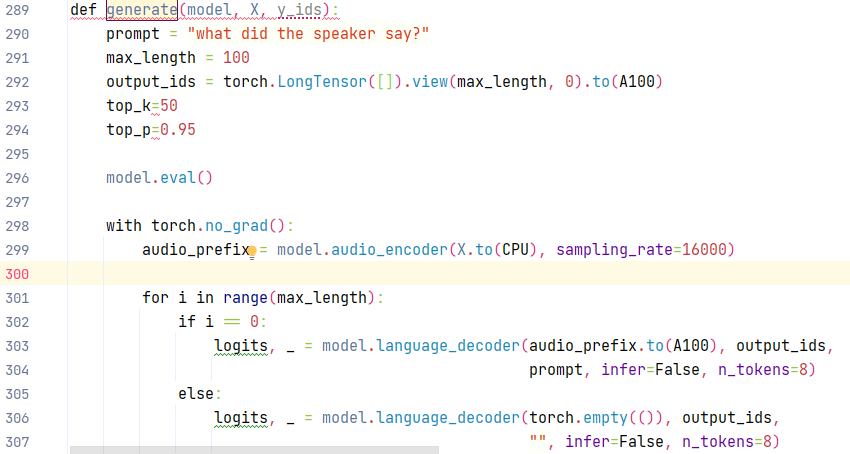 289 def generate(model, X, y_ids):
290 prompt = "what did the speaker say?"
291 max_length = 100
292 output_ids = torch.LongTensor([]).view(max_length, 0).to(A100)
293 top_k=50
294 top_p=0.95
295
296 model.eval()
297
298 with torch.no_grad():
299 audio_prefix = model.audio_encoder(X.to(CPU), sampling_rate=16000)
300
301 for i in range(max_length):
302 if i == 0:
303 logits, _ = model.language_decoder(audio_prefix.to(A100), output_ids,
304 prompt, infer=False, n_tokens=8)
305 else:
306 logits, _ = model.language_decoder(torch.empty(()), output_ids,
307 "", infer=False, n_tokens=8)